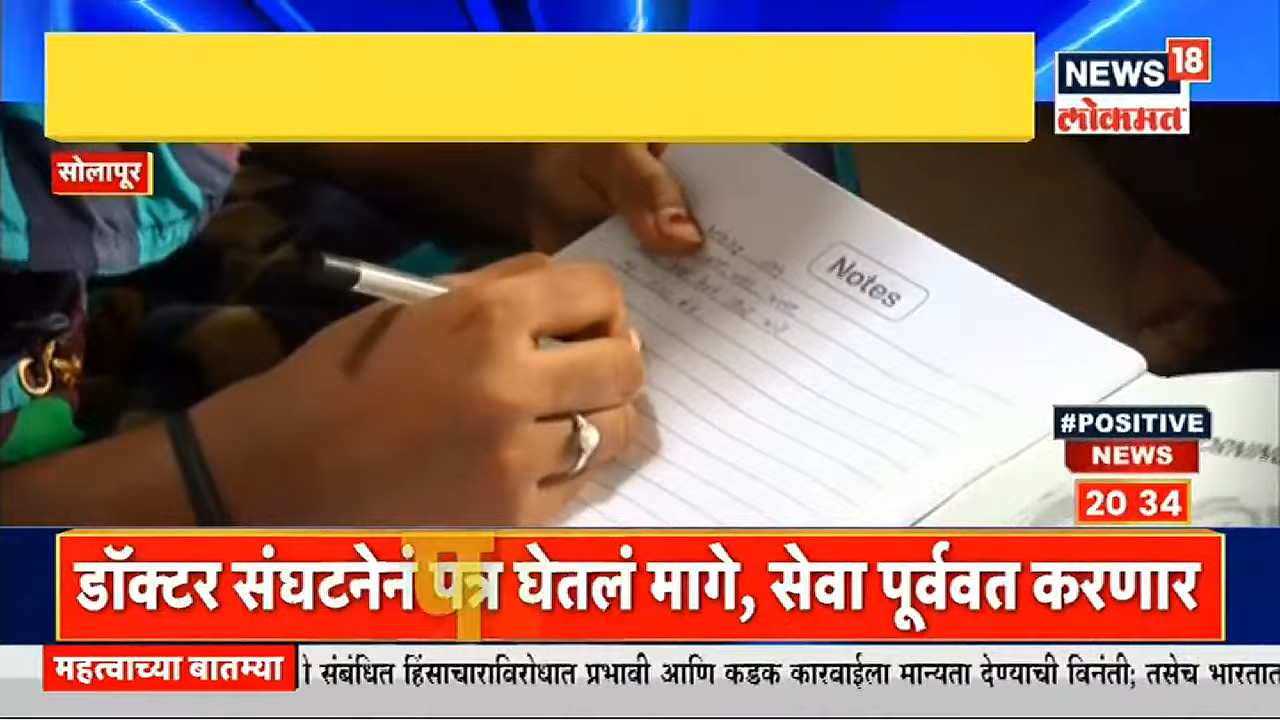 NEWS 18
लोकमत
सोलापूर
Notes
#POSITIVE
NEWS
20 34
डॉक्टर संघटनेनं पत्र घेतलं मागे, सेवा पूर्ववत करणार
महत्वाच्या बातम्या
संबंधित हिंसाचाराविरोधात प्रभावी आणि कडक कारवाईला मान्यता देण्याची विनंती; तसेच भारतात